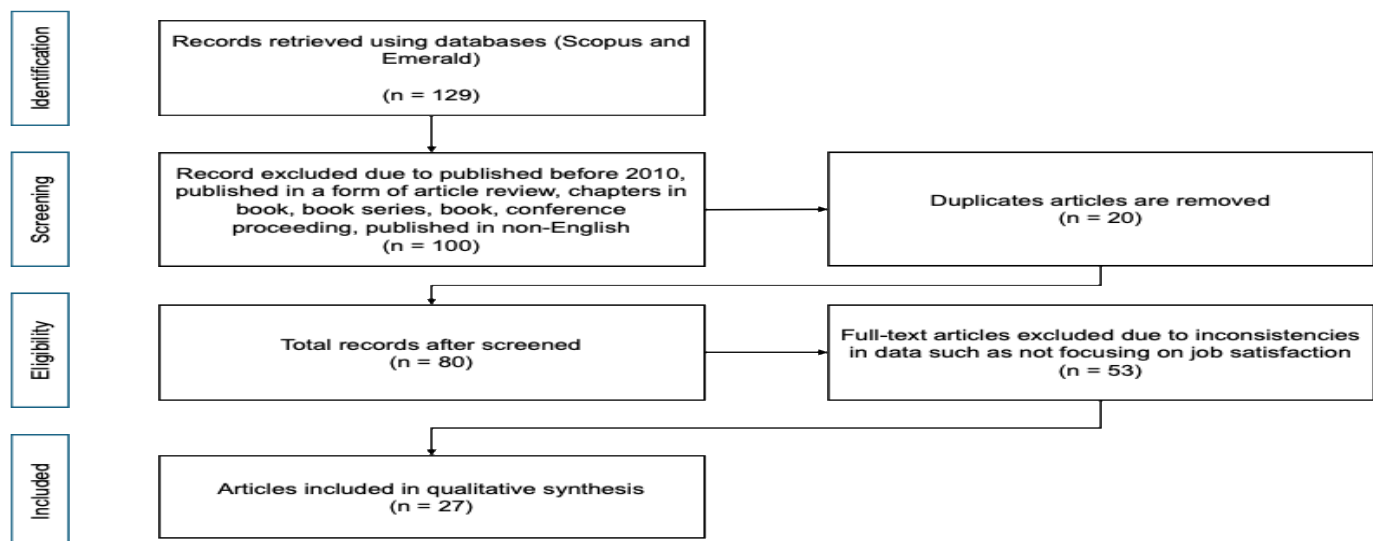 Identification
Records retrieved using databases (Scopus and
Emerald)
(n = 129)
Screening
Record excluded due to published before 2010,
published in a form of article review, chapters in
book, book series, book, conference
proceeding, published in non-English
(n = 100)
Duplicates articles are removed
(n = 20)
Eligibility
Total records after screened
(n = 80)
Full-text articles excluded due to inconsistencies
in data such as not focusing on job satisfaction
(n = 53)
Included
Articles included in qualitative synthesis
(n = 27)